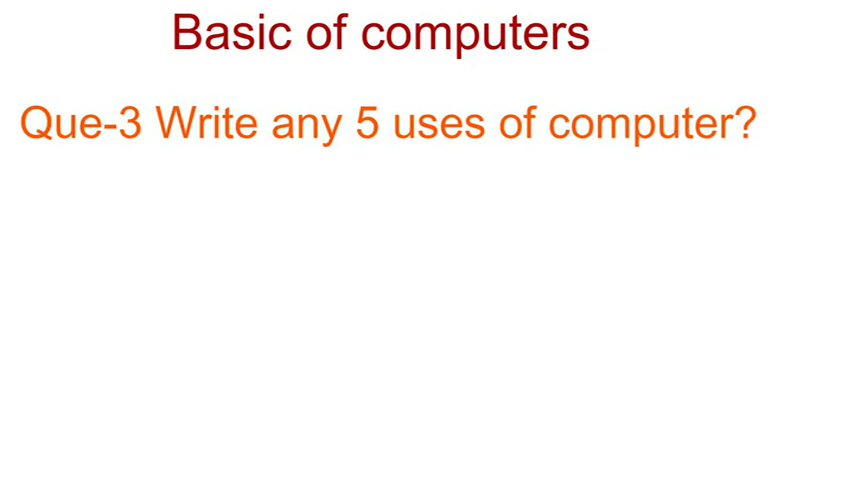 Basic of computers
Que-3 Write any 5 uses of computer?